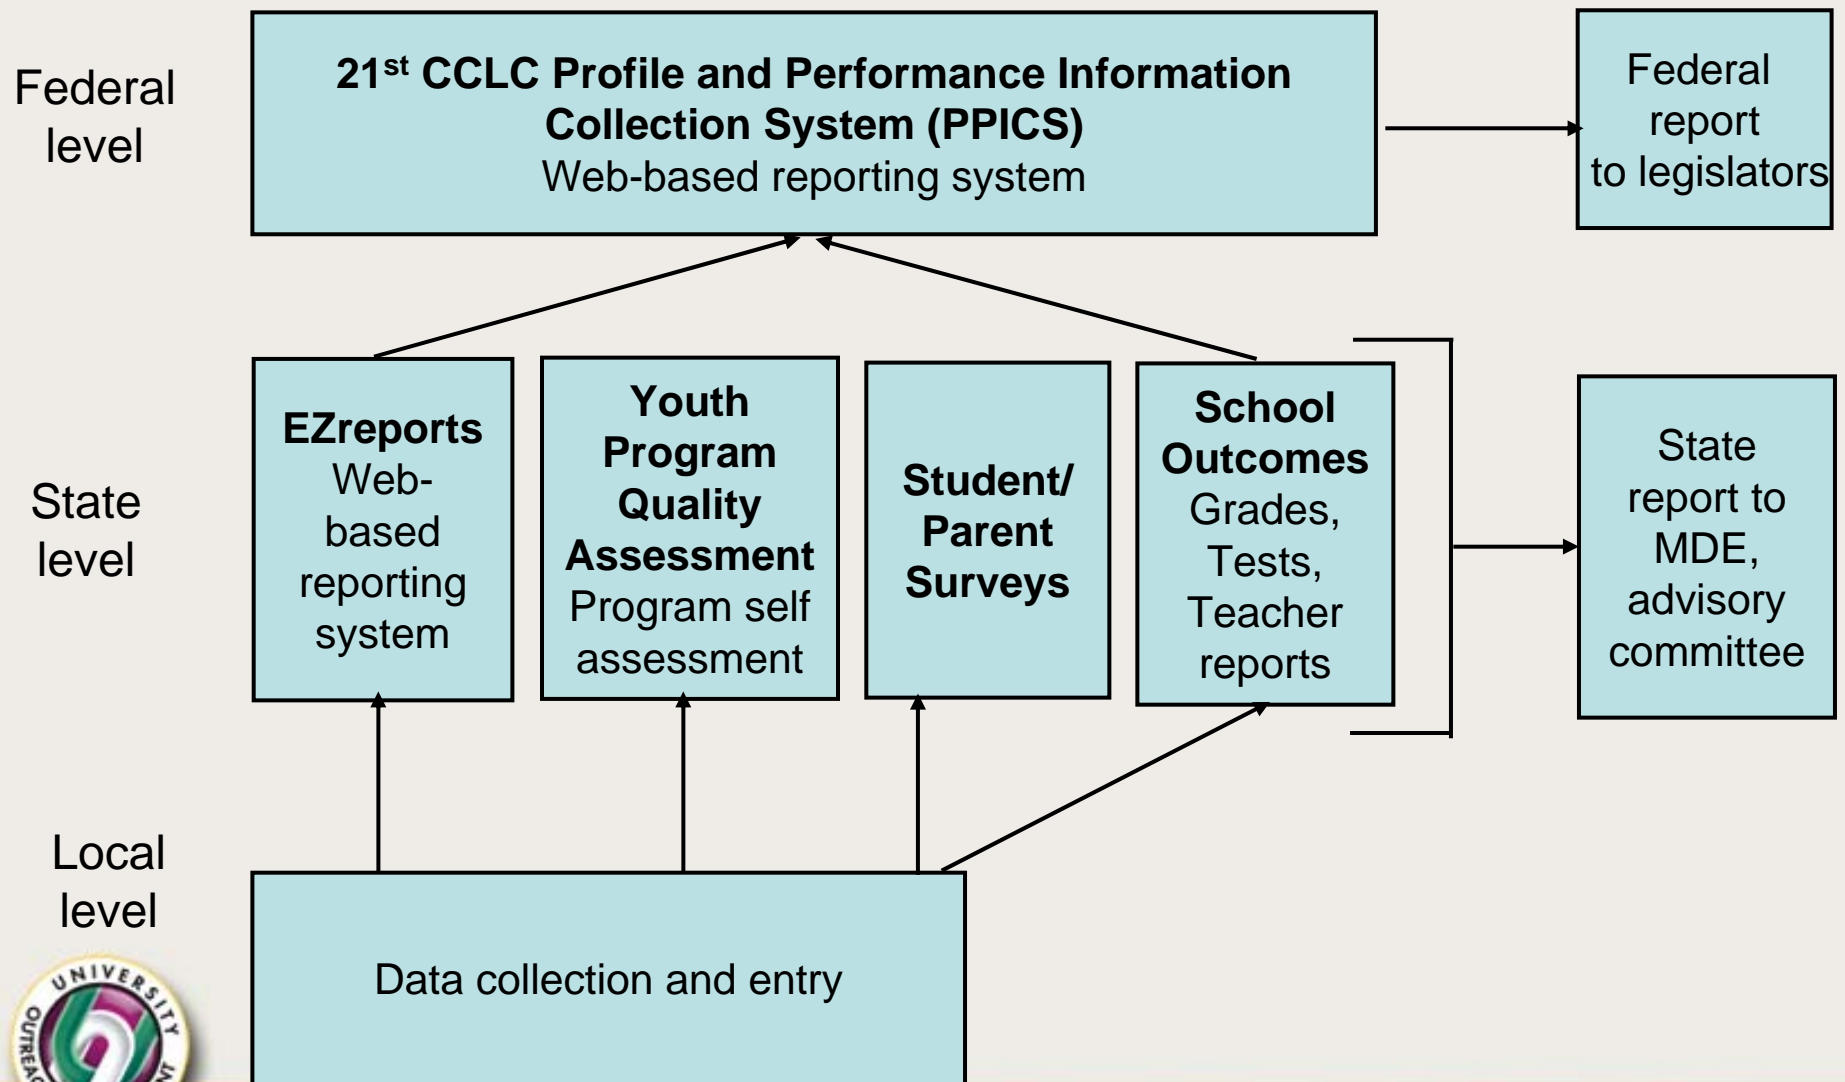 Federal
level
21st CCLC Profile and Performance Information
Collection System (PPICS)
Web-based reporting system
Federal
report
to legislators
State
level
EZreports
Web-
based
reporting
system
Youth
Program
Quality
Assessment
Program self
assessment
Student/
Parent
Surveys
School
Outcomes
Grades,
Tests,
Teacher
reports
State
report to
MDE,
advisory
committee
Local
level
Data collection and entry
UNIVERSITY